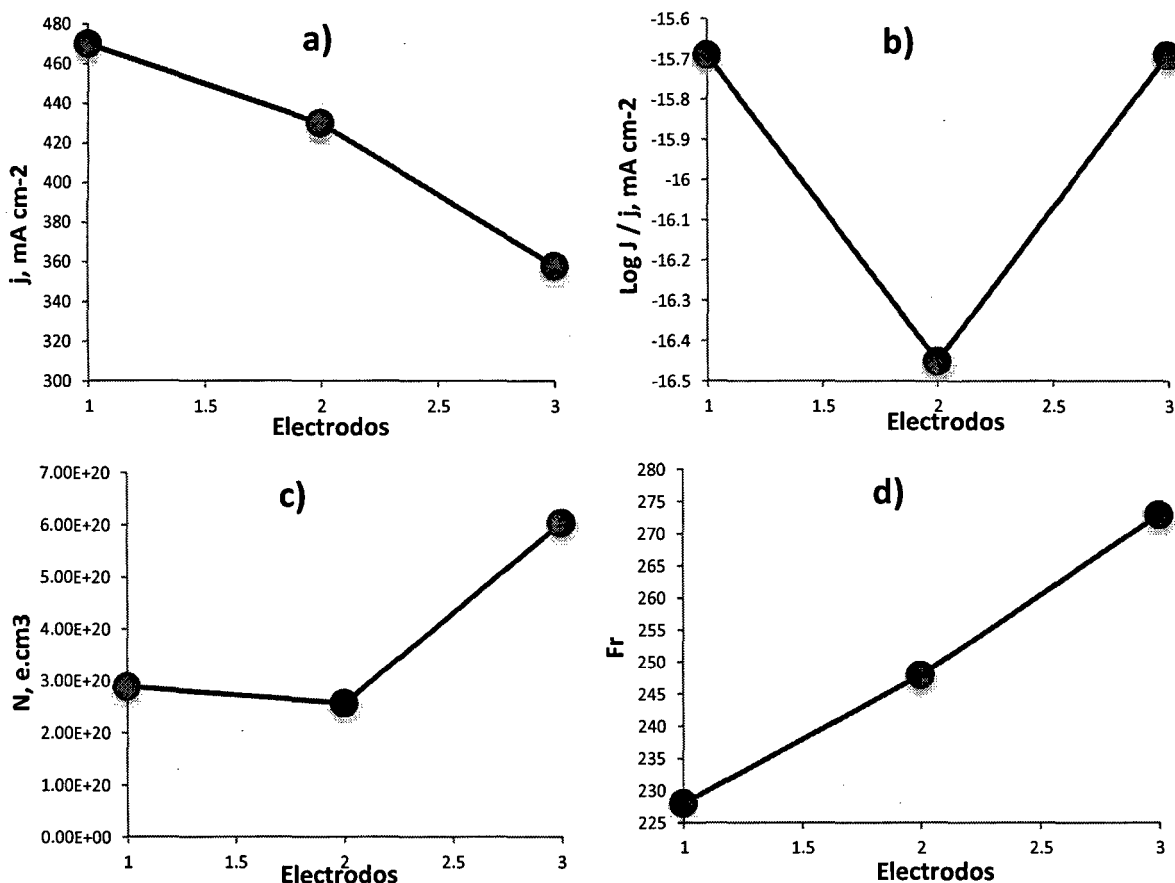 a)
480
460
440
420
400
380
360
340
320
300
j, mA cm-2
1
1.5
2
2.5
3
Electrodos
b)
-15.6
-15.7
-15.8
-15.9
-16
-16.1
-16.2
-16.3
-16.4
-16.5
Log J / j, mA cm-2
1
1.5
2
2.5
3
Electrodos
c)
7.00E+20
6.00E+20
5.00E+20
4.00E+20
3.00E+20
2.00E+20
1.00E+20
0.00E+00
N, e.cm3
1
1.5
2
2.5
3
Electrodos
d)
280
275
270
265
260
255
250
245
240
235
230
225
Fr
1
1.5
2
2.5
3
Electrodos